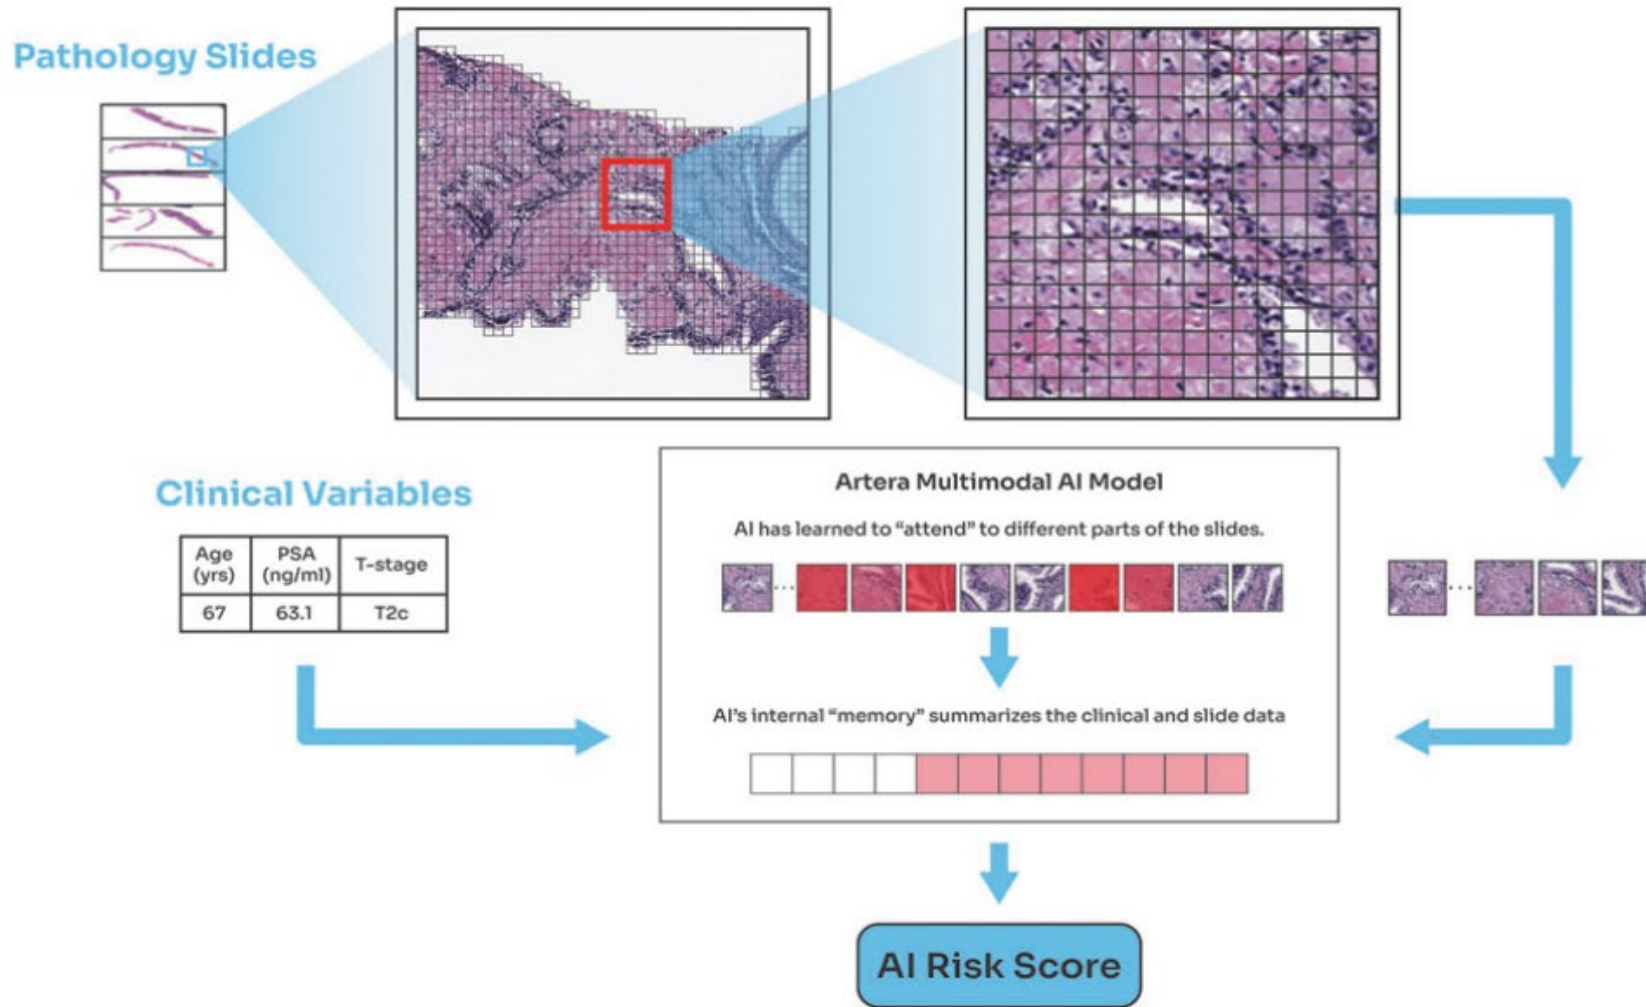 Pathology Slides
Clinical Variables
Age (yrs) PSA (ng/ml) T-stage
67 63.1 T2c
Artera Multimodal AI Model
AI has learned to “attend” to different parts of the slides.
...
...
AI’s internal “memory” summarizes the clinical and slide data
AI Risk Score